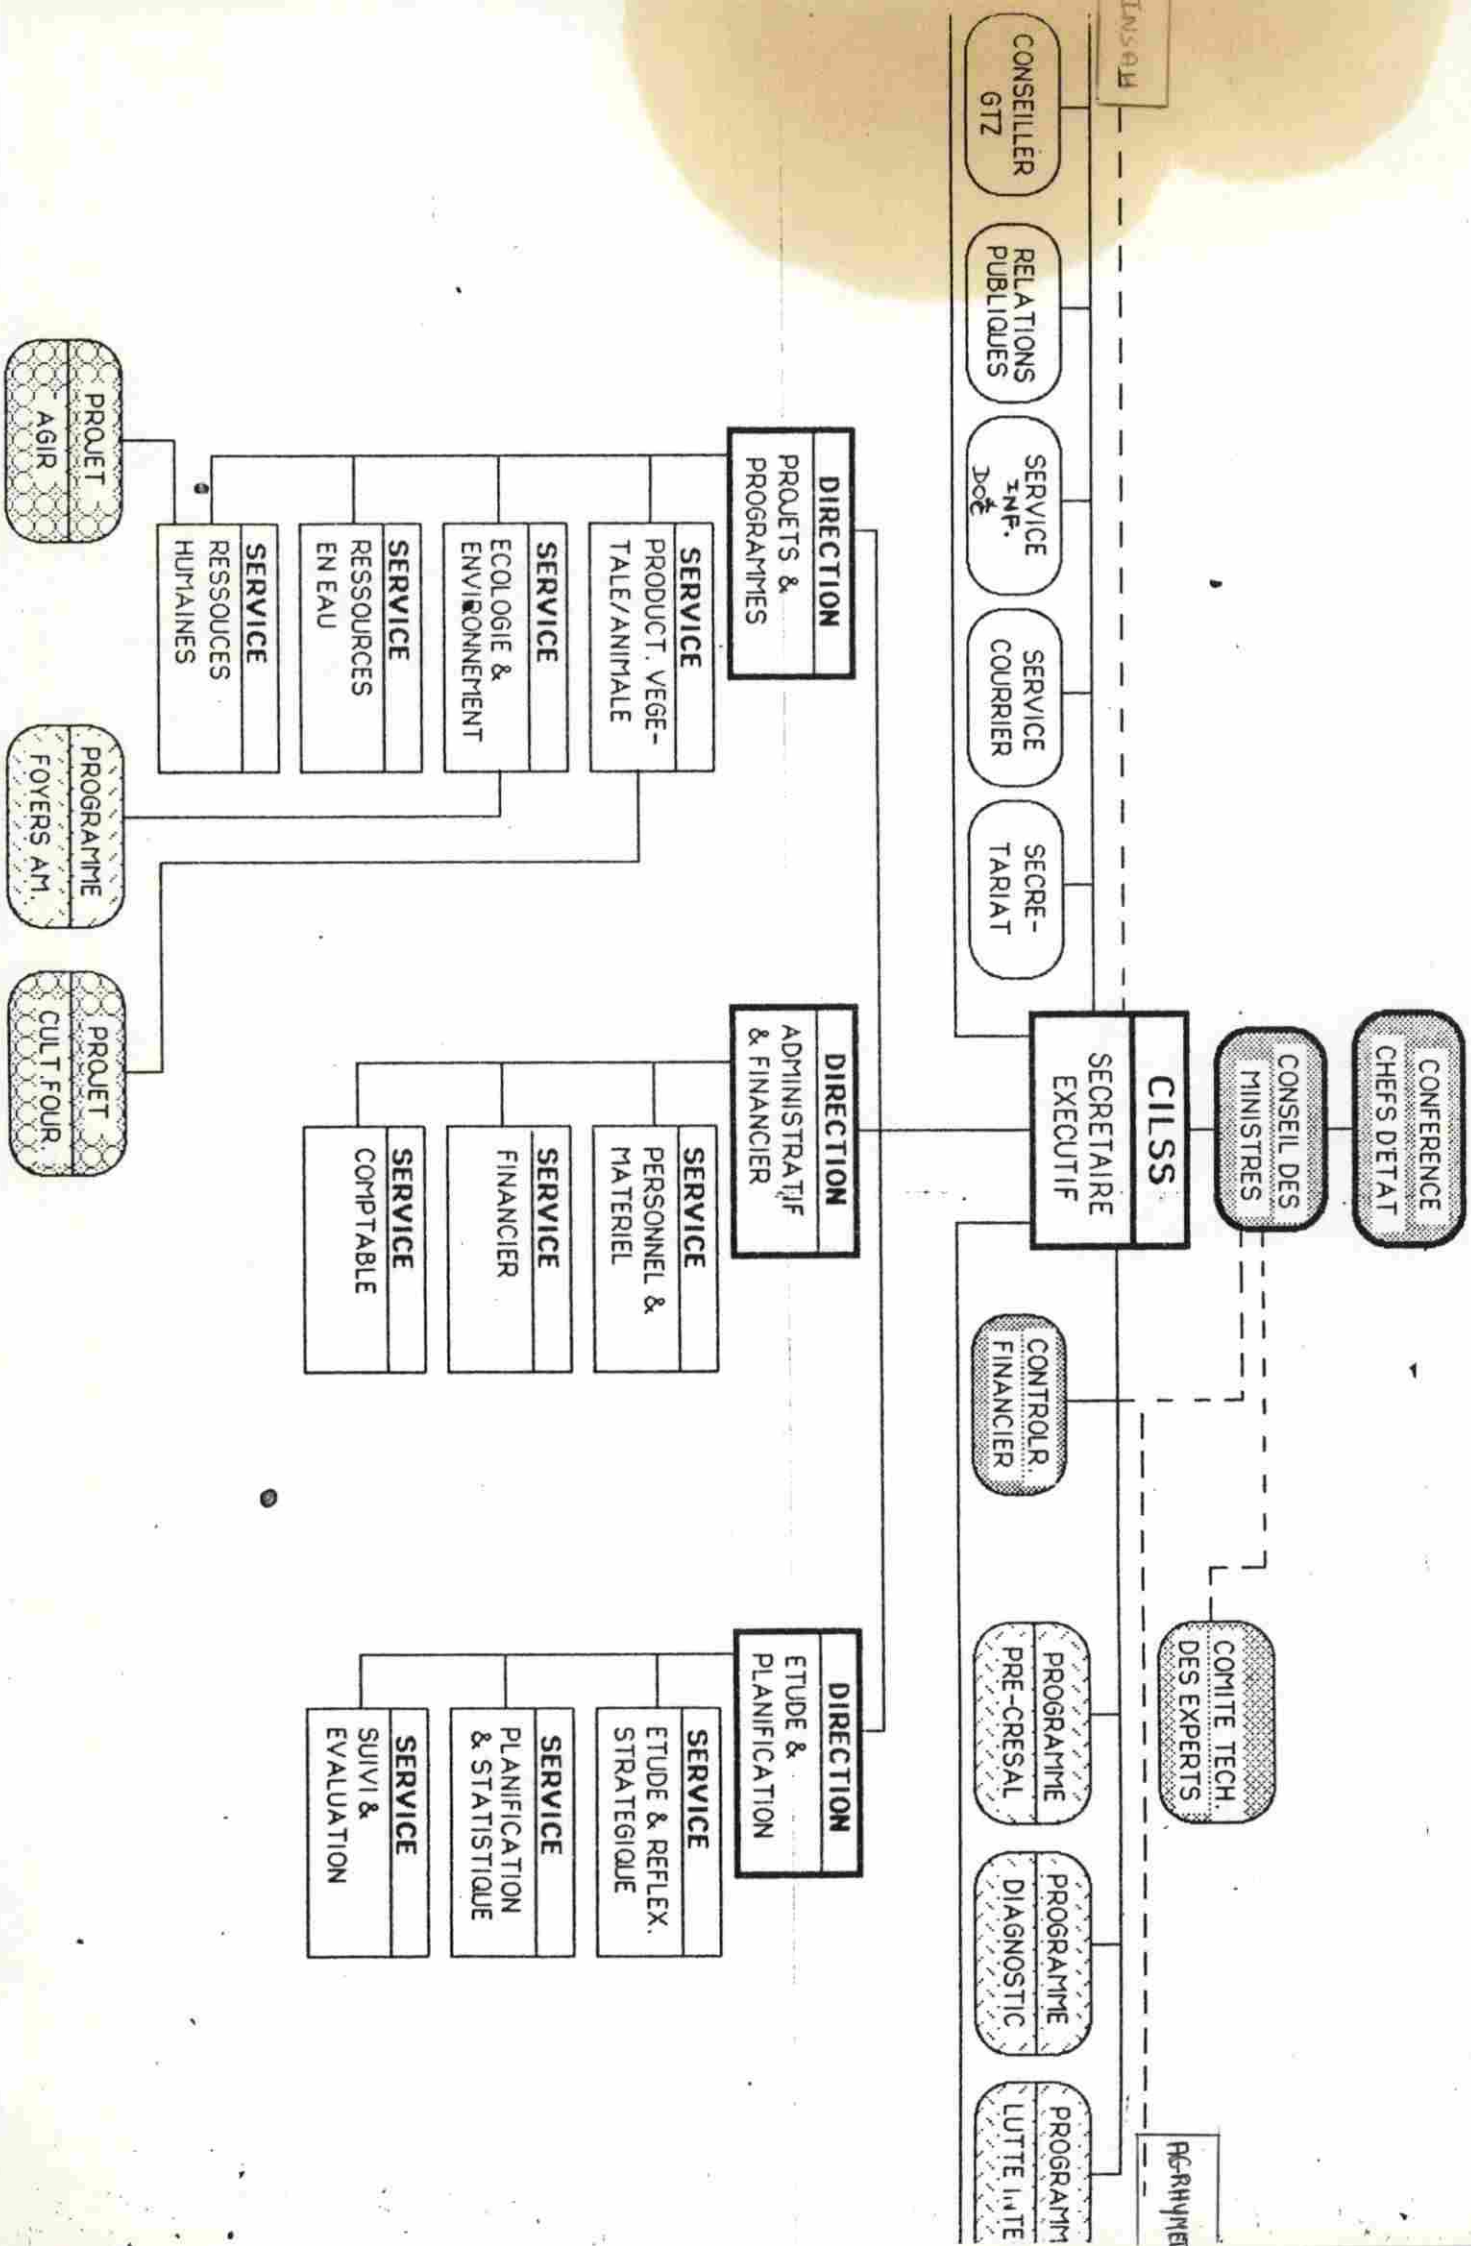 CONFERENCE
CHEFS D'ETAT
CONSEIL DES
MINISTRES
CILSS
SECRETAIRE
EXECUTIF
COMITE TECH.
DES EXPERTS
INSAH
CONSEILLER
GTZ
RELATIONS
PUBLIQUES
SERVICE
INF.
SERVICE
COURRIER
SECRE-
TARIAT
CONTROLR.
FINANCIER
PROGRAMME
PRE-CRESAL
PROGRAMME
DIAGNOSTIC
PROGRAMM
LUTTE INTE
DIRECTION
PROJETS &
PROGRAMMES
SERVICE
PRODUCT. VEGE-
TALE/ANIMALE
SERVICE
ECOLOGIE &
ENVIRONNEMENT
SERVICE
RESSOURCES
EN EAU
SERVICE
RESSOUCES
HUMAINES
DIRECTION
ADMINISTRATIF
& FINANCIER
SERVICE
PERSONNEL &
MATERIEL
SERVICE
FINANCIER
SERVICE
COMPTABLE
DIRECTION
ETUDE &
PLANIFICATION
SERVICE
ETUDE & REFLEX.
STRATEGIQUE
SERVICE
PLANIFICATION
& STATISTIQUE
SERVICE
SUIVI &
EVALUATION
PROJET
AGIR
PROGRAMME
FOYERS AM.
PROJET
CULT.FOUR.